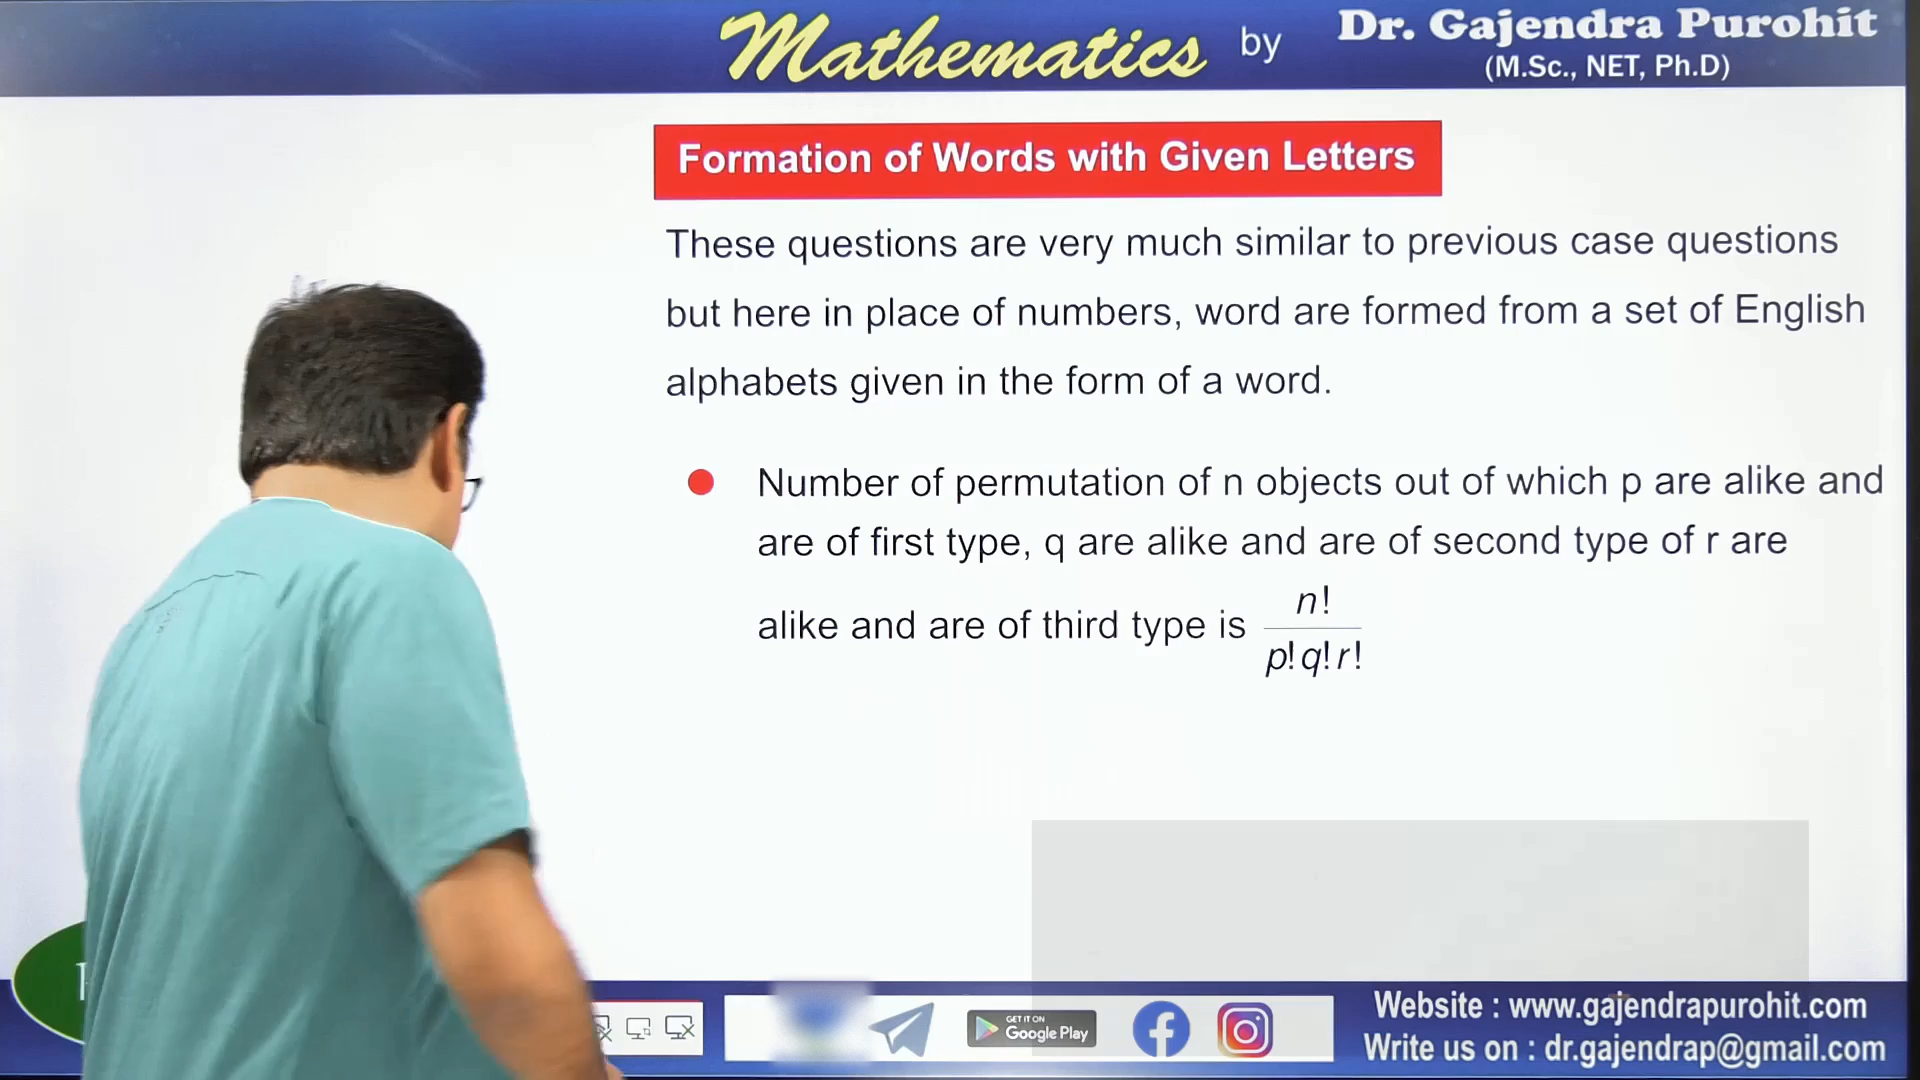 Mathematics by Dr. Gajendra Purohit
(M.Sc., NET, Ph.D)
Formation of Words with Given Letters
These questions are very much similar to previous case questions
but here in place of numbers, word are formed from a set of English
alphabets given in the form of a word.
Number of permutation of n objects out of which p are alike and
are of first type, q are alike and are of second type of r are
alike and are of third type is n! / p! q! r!
GET IT ON
Google Play
Website : www.gajendrapurohit.com
Write us on : dr.gajendrap@gmail.com